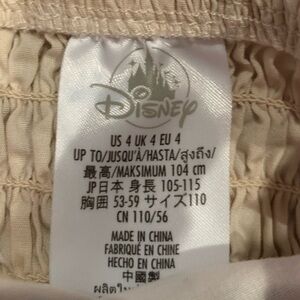 Disney
US 4 UK 4 EU 4
UP TO/JUSQU'À/HASTA/สูงถึง/
最高/MAKSIMUM 104 cm
JP日本 身長 105-115
胸囲 53-59 サイズ110
CN 110/56
MADE IN CHINA
FABRIQUÉ EN CHINE
HECHO EN CHINA
中國製